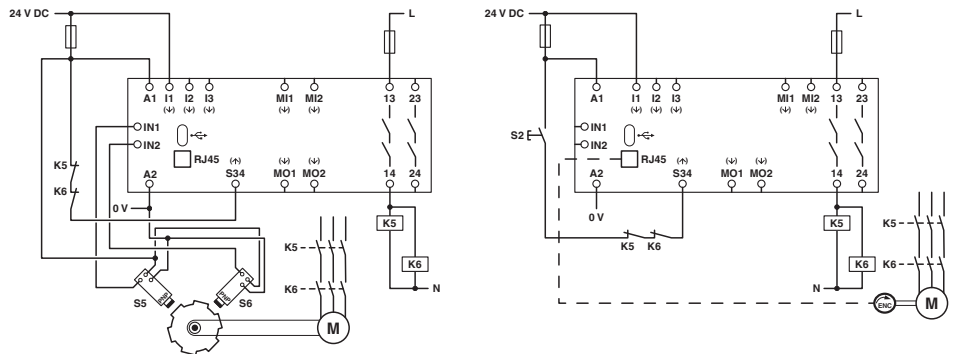 24 V DC
L
A1 I1 I2 I3 MI1 MI2 13 23
IN1
IN2
RJ45
K5
K6
A2 S34 MO1 MO2 14 24
0 V
K5
K5
K6
K6
N
S5 PNP PNP S6
M
24 V DC
L
A1 I1 I2 I3 MI1 MI2 13 23
S2
IN1
IN2
RJ45
A2 S34 MO1 MO2 14 24
0 V
K5 K6
K5
K5
K6
K6
N
ENC
M